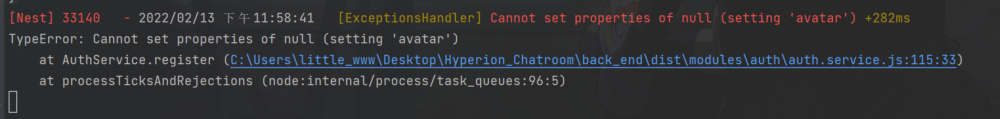 [Nest] 33140   - 2022/02/13 下午11:58:41   [ExceptionsHandler] Cannot set properties of null (setting 'avatar') +282ms
TypeError: Cannot set properties of null (setting 'avatar')
    at AuthService.register (C:\Users\little_www\Desktop\Hyperion_Chatroom\back_end\dist\modules\auth\auth.service.js:115:33)
    at processTicksAndRejections (node:internal/process/task_queues:96:5)